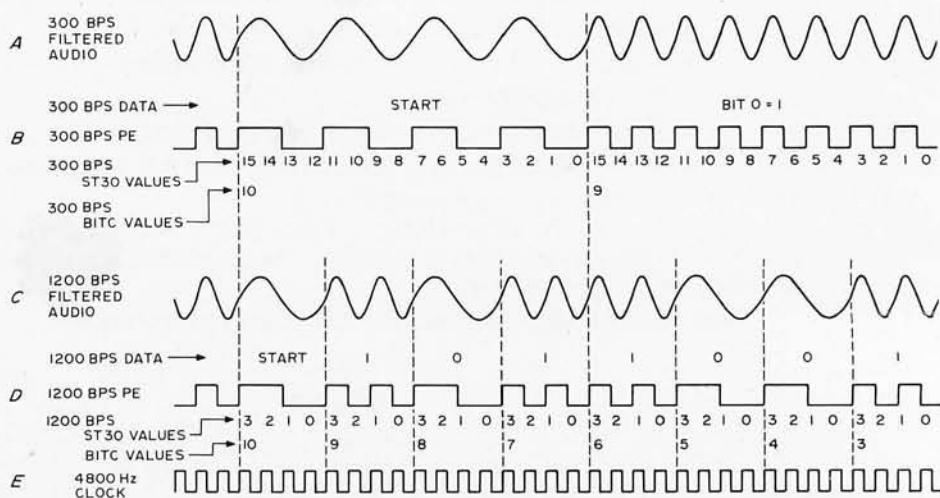 A 300 BPS FILTERED AUDIO
300 BPS DATA START BIT 0 = 1
B 300 BPS PE
300 BPS ST30 VALUES 15 14 13 12 11 10 9 8 7 6 5 4 3 2 1 0 15 14 13 12 11 10 9 8 7 6 5 4 3 2 1 0
300 BPS BITC VALUES 10 9
C 1200 BPS FILTERED AUDIO
1200 BPS DATA START 1 0 1 1 0 0 1
D 1200 BPS PE
1200 BPS ST30 VALUES 3 2 1 0 3 2 1 0 3 2 1 0 3 2 1 0 3 2 1 0 3 2 1 0 3 2 1 0 3 2 1 0
BITC VALUES 10 9 8 7 6 5 4 3
E 4800 Hz CLOCK